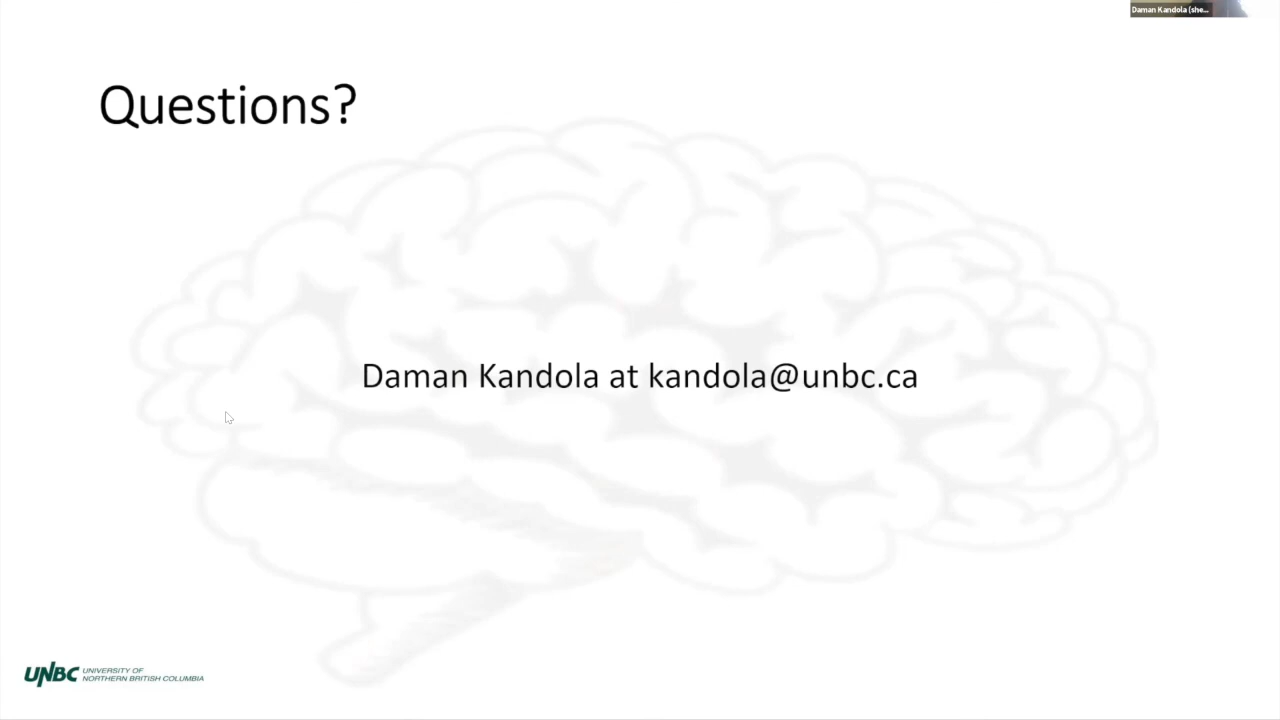 Daman Kandola (she...
Questions?
Daman Kandola at kandola@unbc.ca
UNBC UNIVERSITY OF
NORTHERN BRITISH COLUMBIA